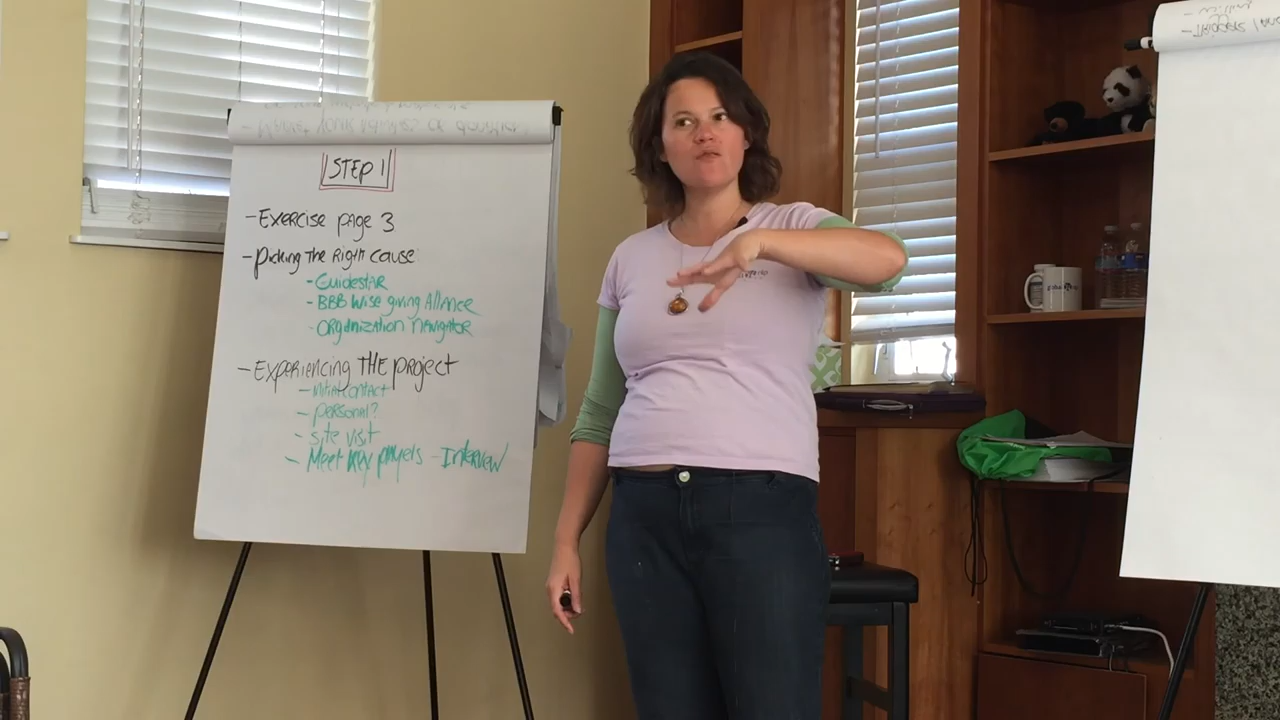 STEP 1
- Exercise page 3
- Picking the Right cause
- Guidestar
- BBB Wise giving Alliance
- Organization navigator
- Experiencing THE project
- Initial contact
- personal?
- site visit
- Meet key players - Interview